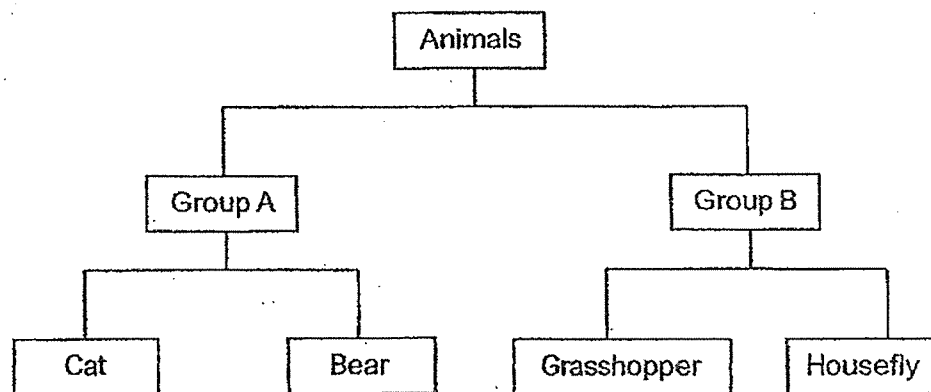 Animals
Group A
Group B
Cat
Bear
Grasshopper
Housefly